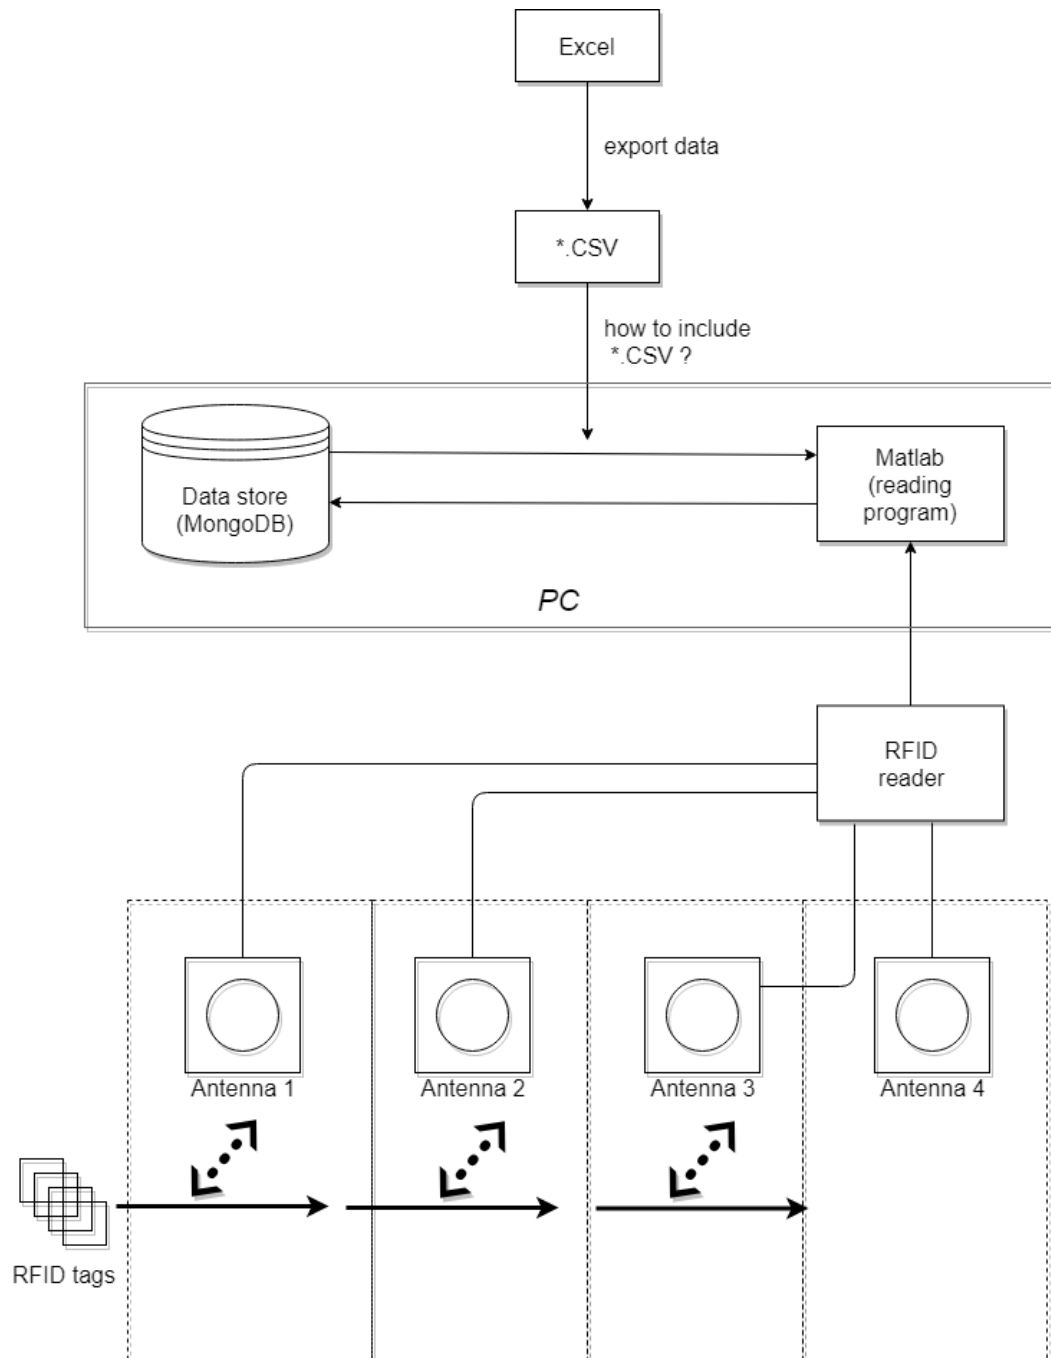 Excel
export data
*.CSV
how to include
*.CSV ?
Data store
(MongoDB)
Matlab
(reading
program)
PC
RFID
reader
Antenna 1
Antenna 2
Antenna 3
Antenna 4
RFID tags